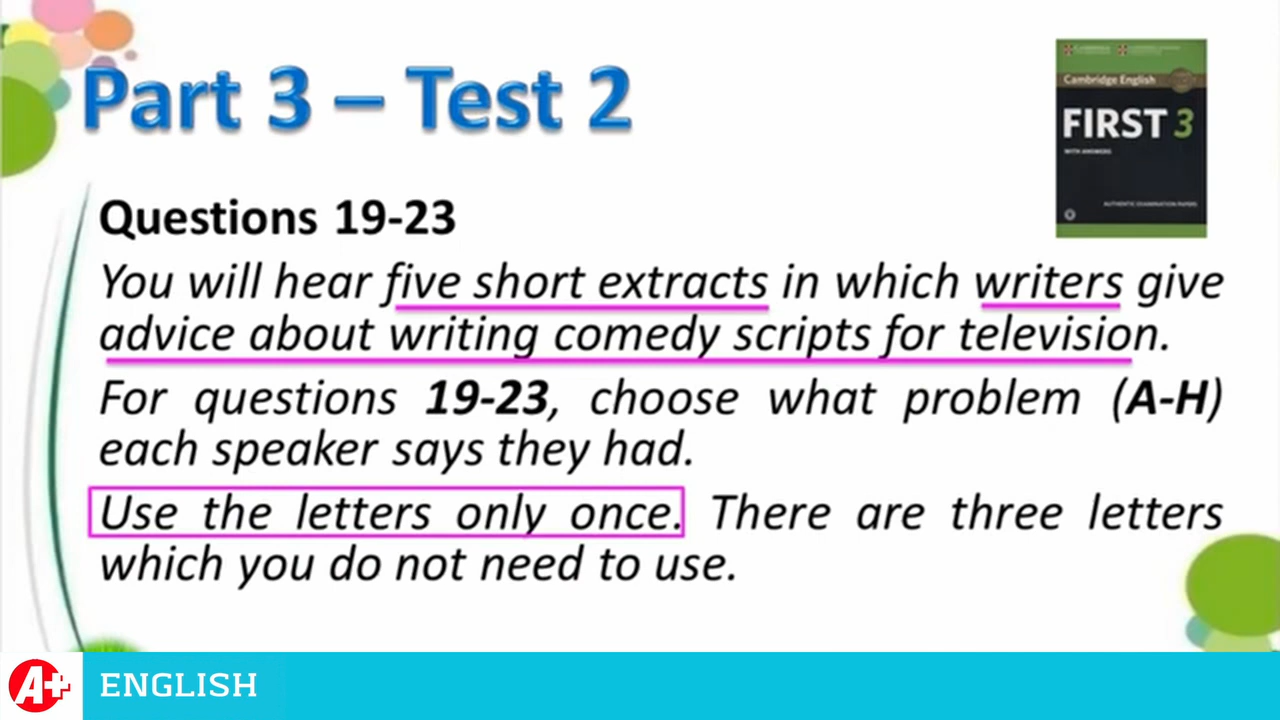 Part 3 – Test 2
Cambridge English
FIRST 3
WITH ANSWERS
AUTHENTIC EXAMINATION PAPERS
Questions 19-23
You will hear five short extracts in which writers give
advice about writing comedy scripts for television.
For questions 19-23, choose what problem (A-H)
each speaker says they had.
Use the letters only once. There are three letters
which you do not need to use.
A+ ENGLISH